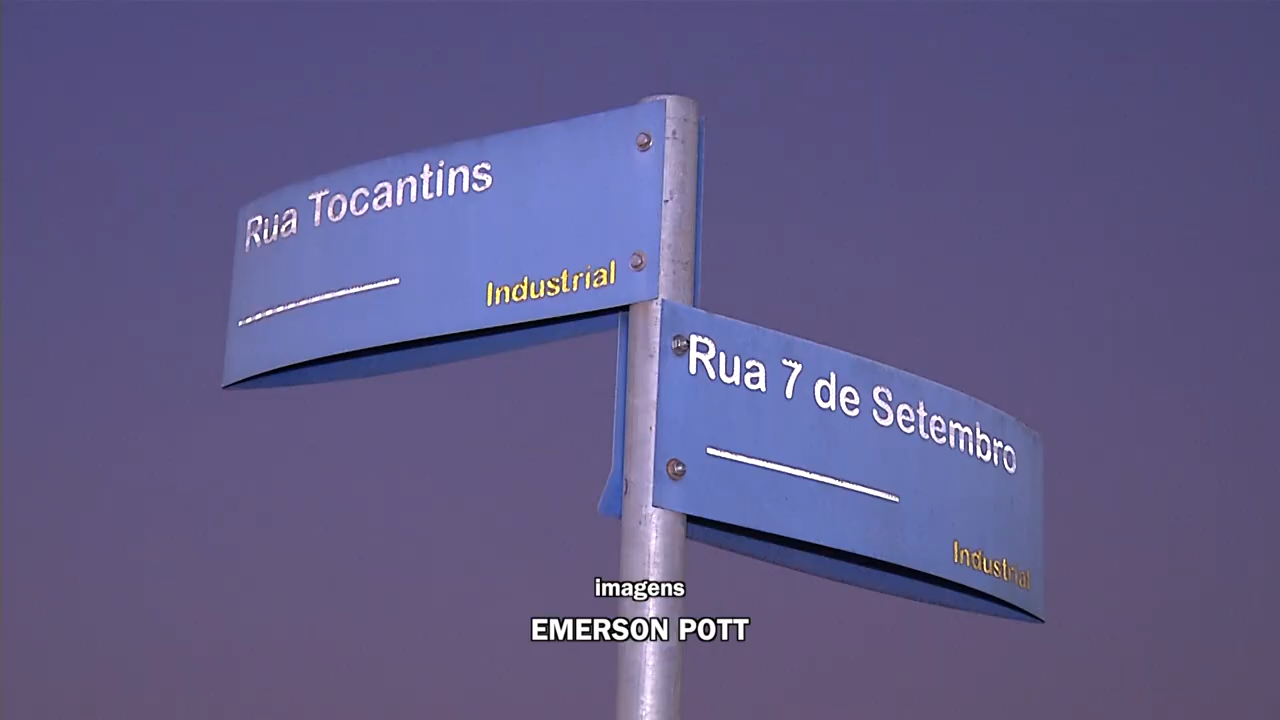 Rua Tocantins
Industrial
Rua 7 de Setembro
Industrial
imagens
EMERSON POTT